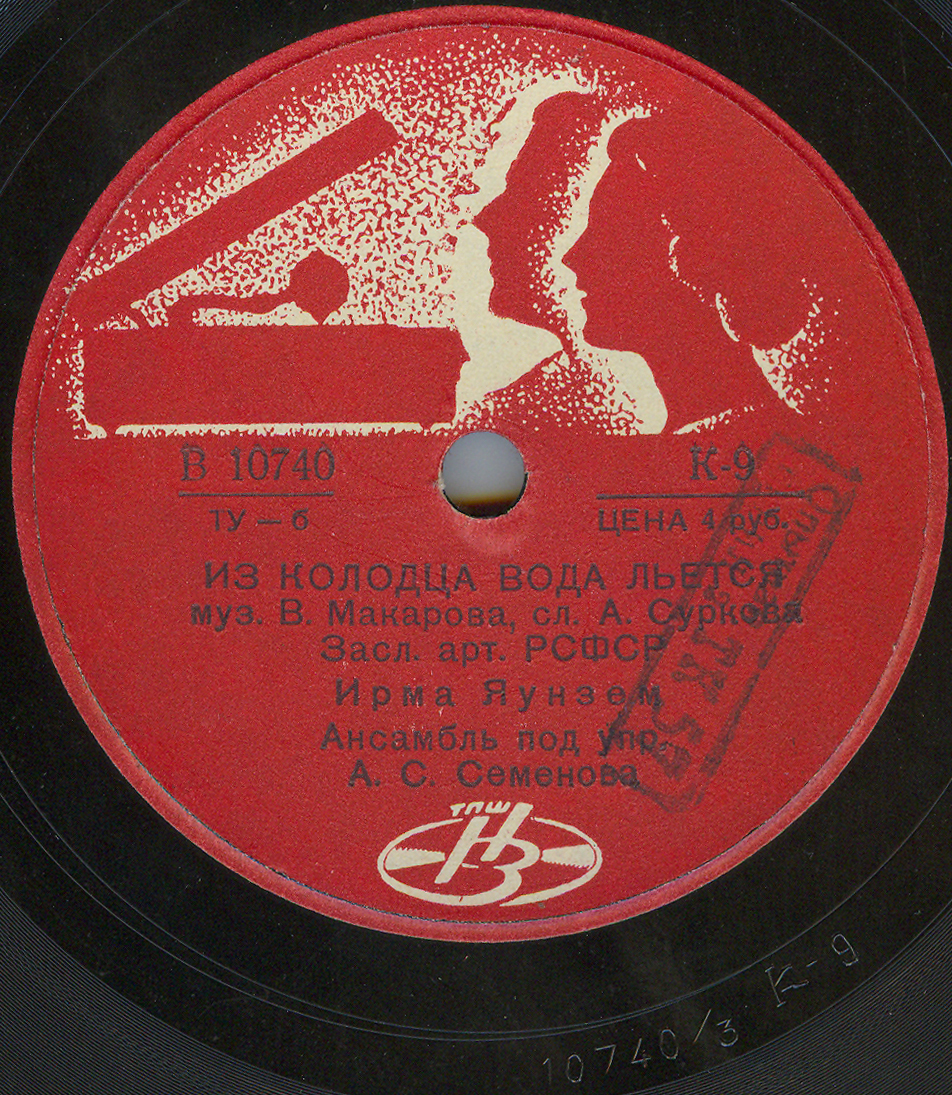 В 10740 К-9
ТУ — б ЦЕНА 4 руб.
ИЗ КОЛОДЦА ВОДА ЛЬЕТСЯ
муз. В. Макарова, сл. А. Суркова
Засл. арт. РСФСР
Ирма Яунзем
Ансамбль под упр.
А. С. Семенова
ТПШ
НЗ
К-9
10740/3